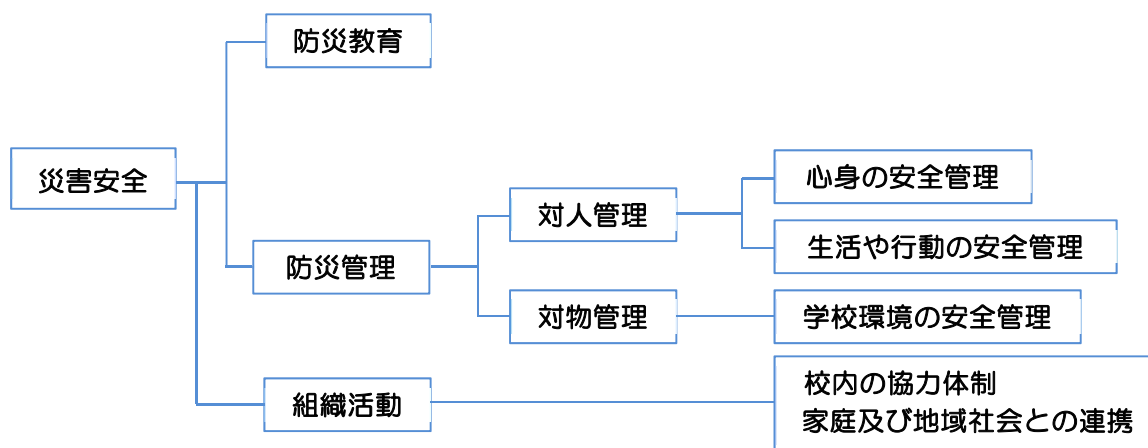 防災教育
災害安全
心身の安全管理
対人管理
生活や行動の安全管理
防災管理
対物管理
学校環境の安全管理
組織活動
校内の協力体制
家庭及び地域社会との連携